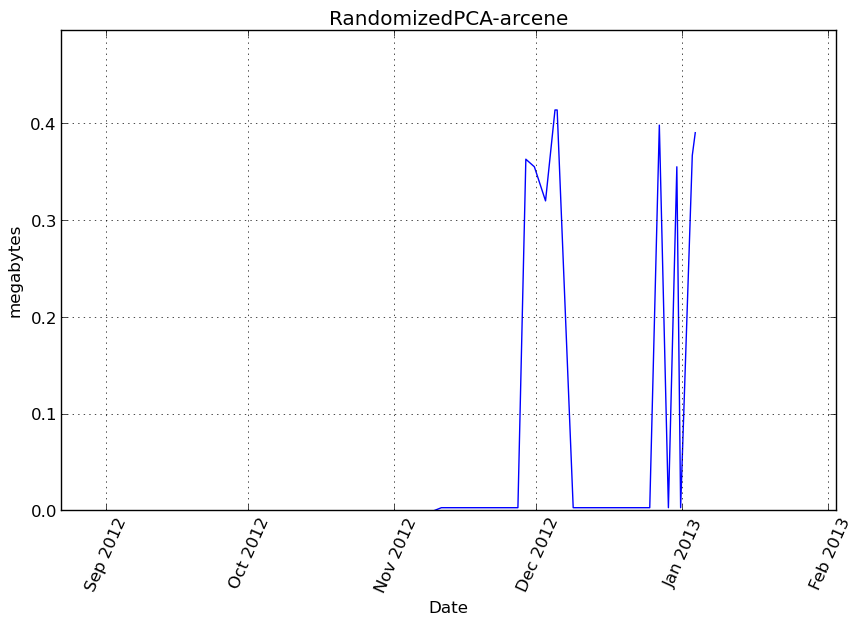 RandomizedPCA-arcene
megabytes
0.4
0.3
0.2
0.1
0.0
Sep 2012
Oct 2012
Nov 2012
Dec 2012
Jan 2013
Feb 2013
Date